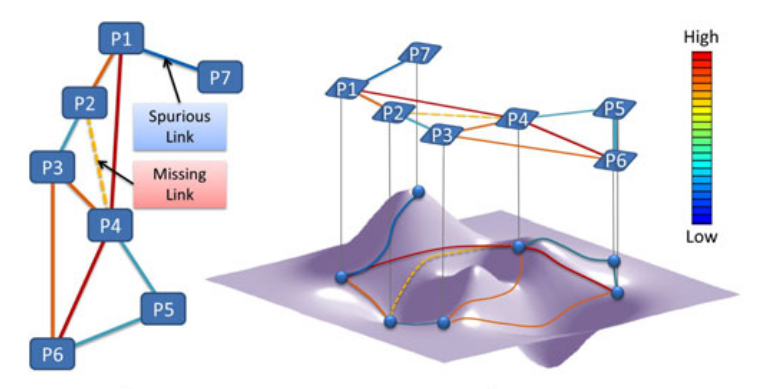 P1
P7
P2
Spurious
Link
P3
Missing
Link
P4
P5
P6
P7
P1
P2
P4
P5
P3
P6
High
Low